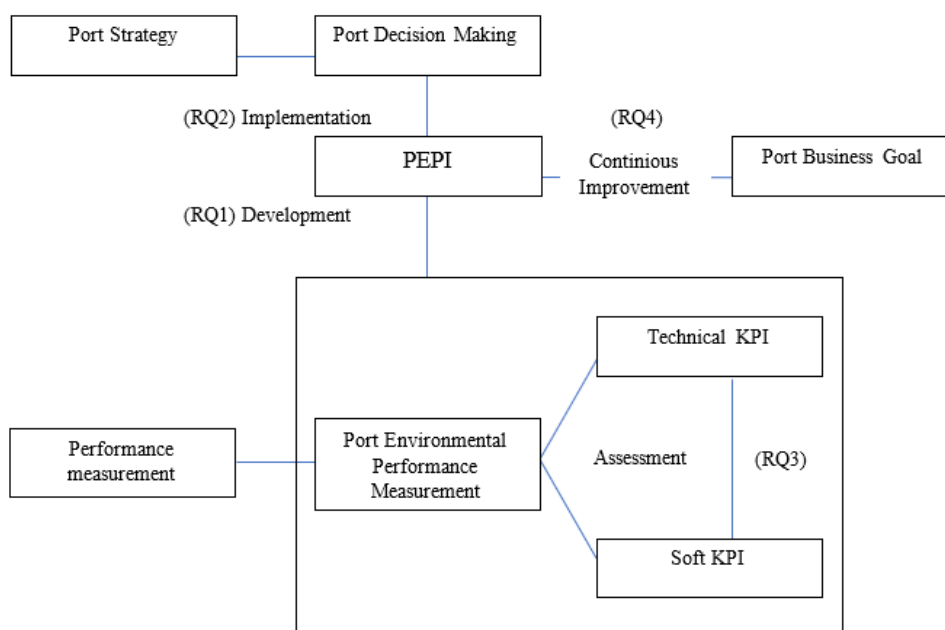 Port Strategy
Port Decision Making
(RQ2) Implementation
(RQ4)
PEPI
Continious
Improvement
Port Business Goal
(RQ1) Development
Technical KPI
Performance
measurement
Port Environmental
Performance
Measurement
Assessment
(RQ3)
Soft KPI